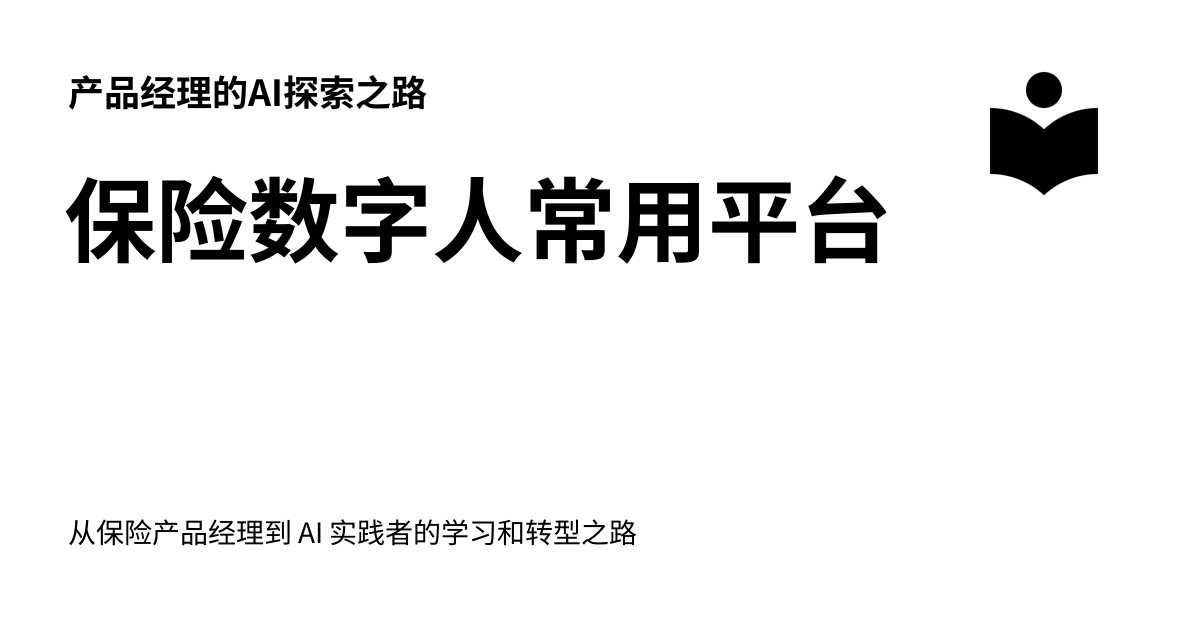 产品经理的AI探索之路
保险数字人常用平台
从保险产品经理到 AI 实践者的学习和转型之路